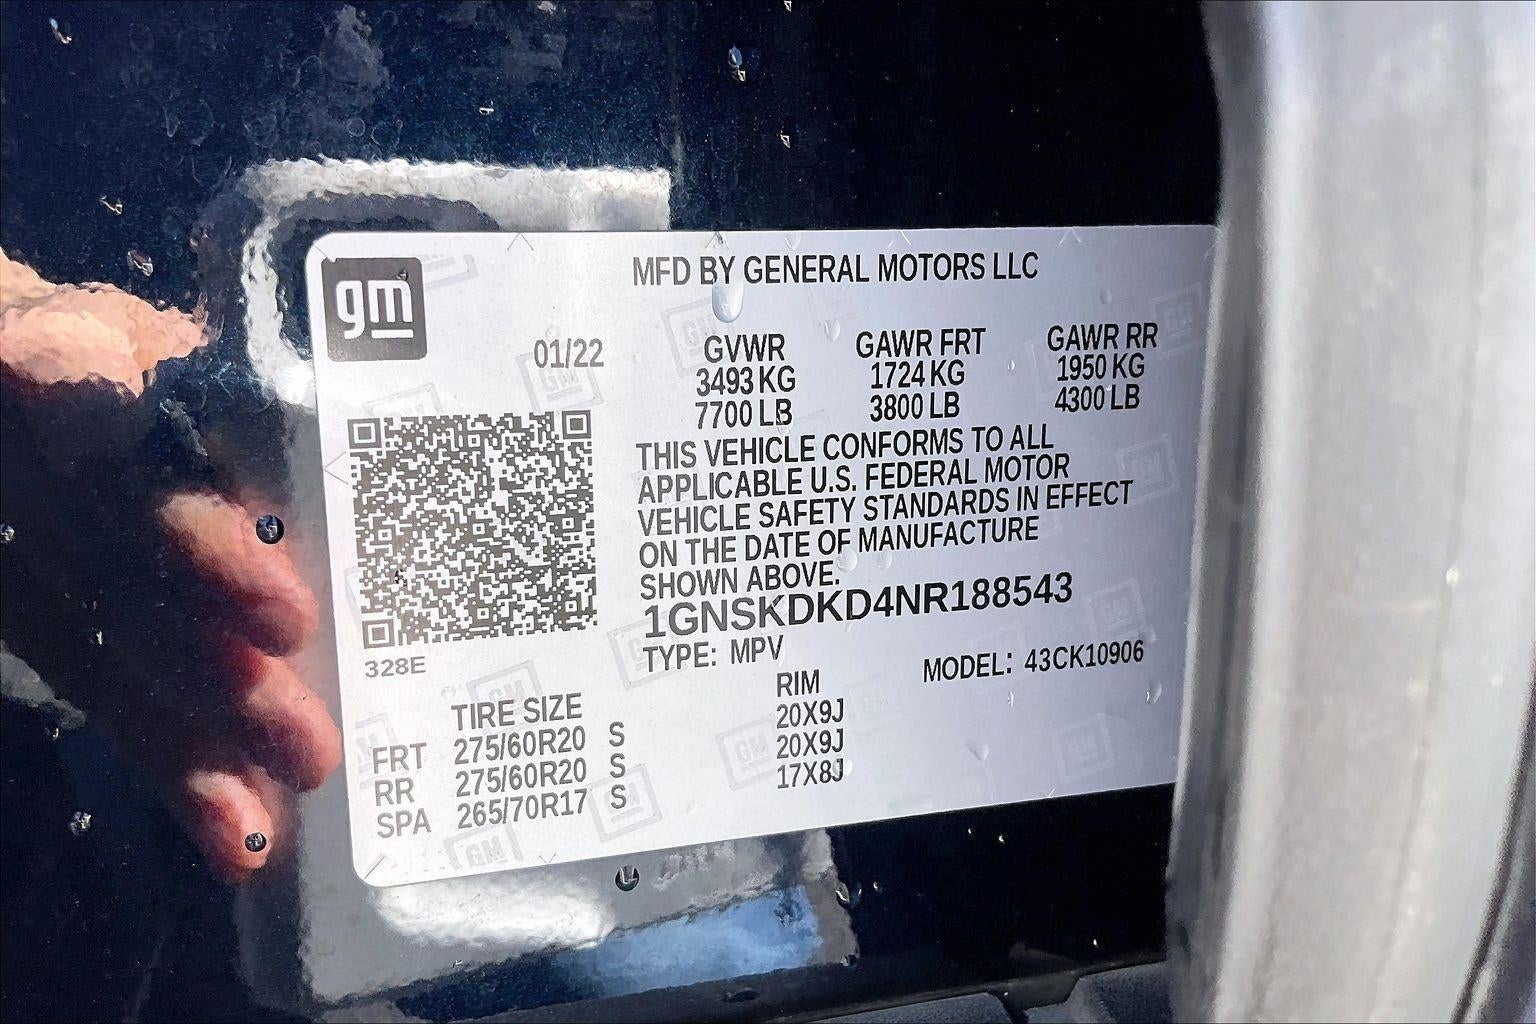 gm
MFD BY GENERAL MOTORS LLC
01/22
GVWR GAWR FRT GAWR RR
3493 KG 1724 KG 1950 KG
7700 LB 3800 LB 4300 LB
THIS VEHICLE CONFORMS TO ALL
APPLICABLE U.S. FEDERAL MOTOR
VEHICLE SAFETY STANDARDS IN EFFECT
ON THE DATE OF MANUFACTURE
SHOWN ABOVE.
1GNSKDKD4NR188543
TYPE: MPV MODEL: 43CK10906
328E
TIRE SIZE RIM
FRT 275/60R20 S 20X9J
RR 275/60R20 S 20X9J
SPA 265/70R17 S 17X8J